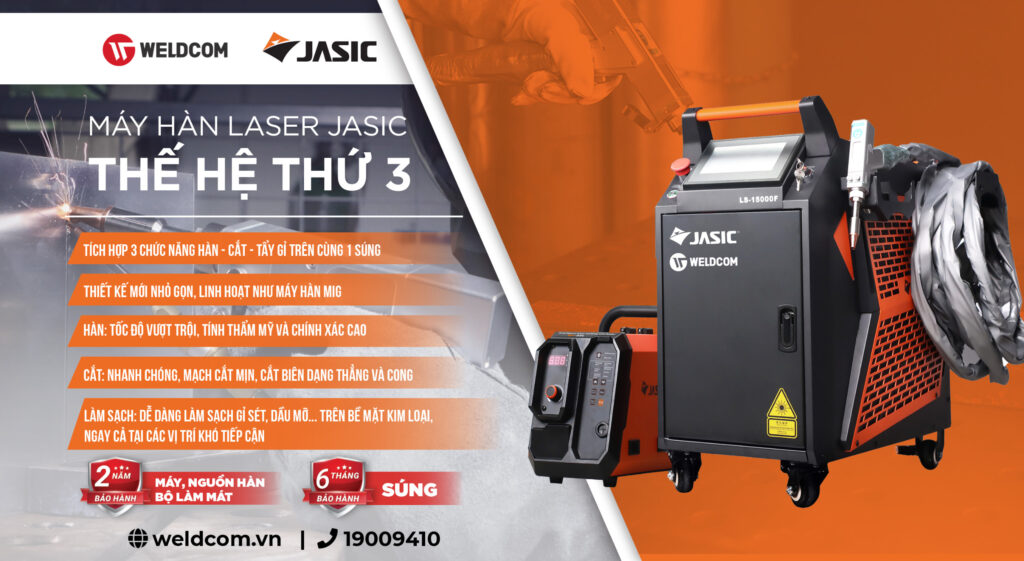 WELDCOM JASIC
MÁY HÀN LASER JASIC
THẾ HỆ THỨ 3
TÍCH HỢP 3 CHỨC NĂNG HÀN - CẮT - TẨY GỈ TRÊN CÙNG 1 SÚNG
THIẾT KẾ MỚI NHỎ GỌN, LINH HOẠT NHƯ MÁY HÀN MIG
HÀN: TỐC ĐỘ VƯỢT TRỘI, TÍNH THẨM MỸ VÀ CHÍNH XÁC CAO
CẮT: NHANH CHÓNG, MẠCH CẮT MỊN, CẮT BIÊN DẠNG THẲNG VÀ CONG
LÀM SẠCH: DỄ DÀNG LÀM SẠCH GỈ SÉT, DẦU MỠ... TRÊN BỀ MẶT KIM LOẠI,
NGAY CẢ TẠI CÁC VỊ TRÍ KHÓ TIẾP CẬN
2 NĂM
BẢO HÀNH
MÁY, NGUỒN HÀN
BỘ LÀM MÁT
6 THÁNG
BẢO HÀNH
SÚNG
weldcom.vn | 19009410
LS-15000F
JASIC
WELDCOM
JASIC